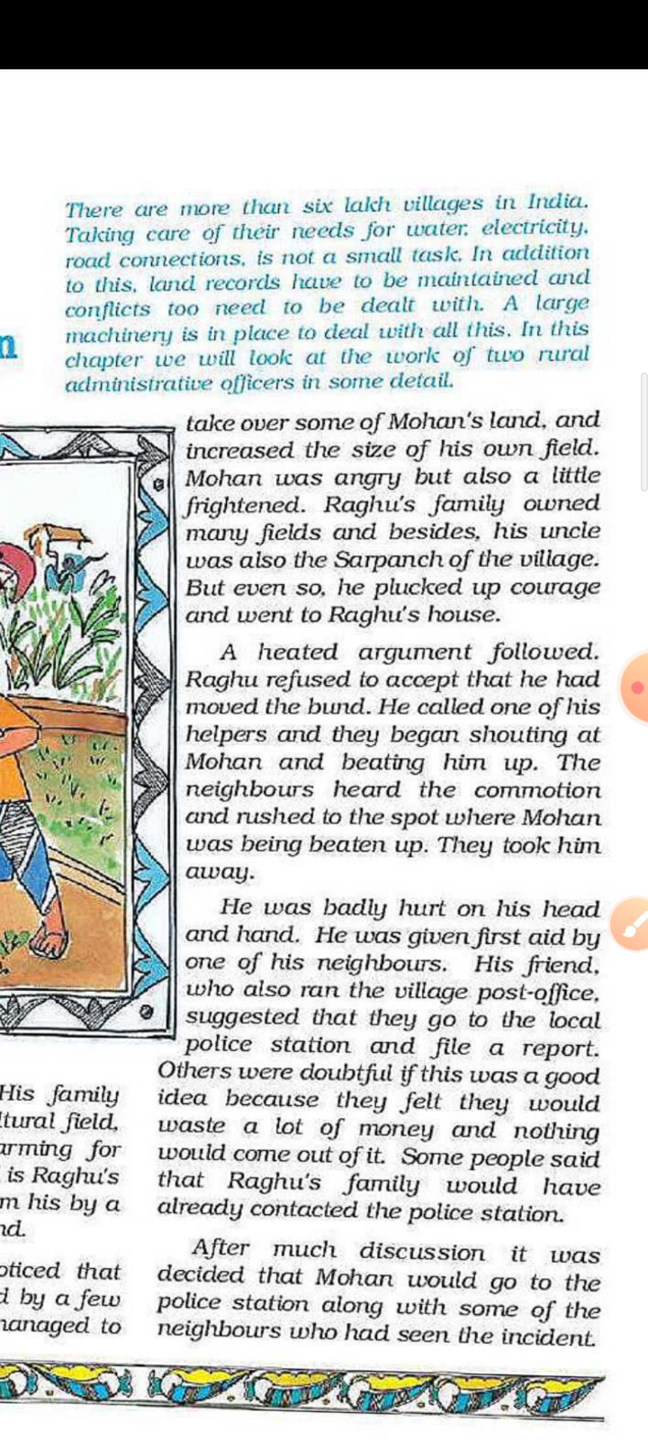 There are more than six lakh villages in India.
Taking care of their needs for water, electricity,
road connections, is not a small task. In addition
to this, land records have to be maintained and
conflicts too need to be dealt with. A large
machinery is in place to deal with all this. In this
chapter we will look at the work of two rural
administrative officers in some detail.
n
His family
ltural field,
arming for
is Raghu's
m his by a
nd.
oticed that
d by a few
managed to
take over some of Mohan's land, and
increased the size of his own field.
Mohan was angry but also a little
frightened. Raghu's family owned
many fields and besides, his uncle
was also the Sarpanch of the village.
But even so, he plucked up courage
and went to Raghu's house.
A heated argument followed.
Raghu refused to accept that he had
moved the bund. He called one of his
helpers and they began shouting at
Mohan and beating him up. The
neighbours heard the commotion
and rushed to the spot where Mohan
was being beaten up. They took him
away.
He was badly hurt on his head
and hand. He was given first aid by
one of his neighbours. His friend,
who also ran the village post-office,
suggested that they go to the local
police station and file a report.
Others were doubtful if this was a good
idea because they felt they would
waste a lot of money and nothing
would come out of it. Some people said
that Raghu's family would have
already contacted the police station.
After much discussion it was
decided that Mohan would go to the
police station along with some of the
neighbours who had seen the incident.